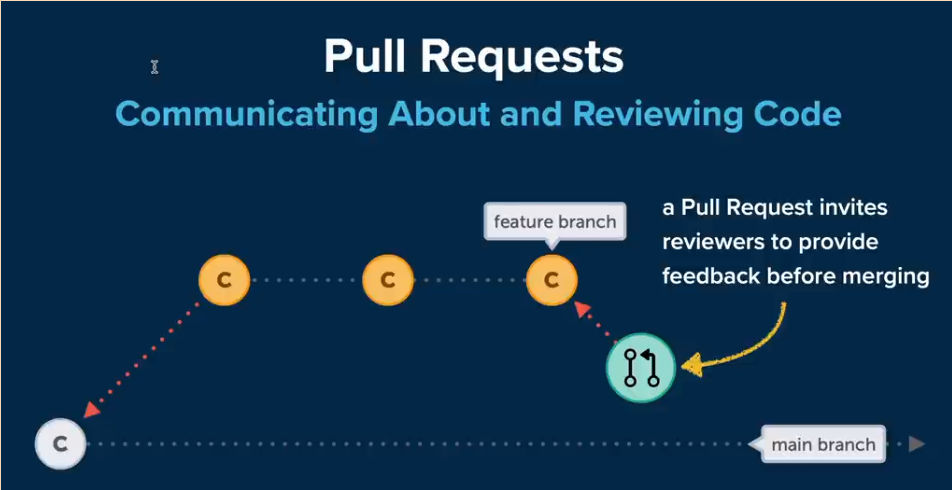 Pull Requests
Communicating About and Reviewing Code
feature branch
a Pull Request invites
reviewers to provide
feedback before merging
C
C
C
C
main branch